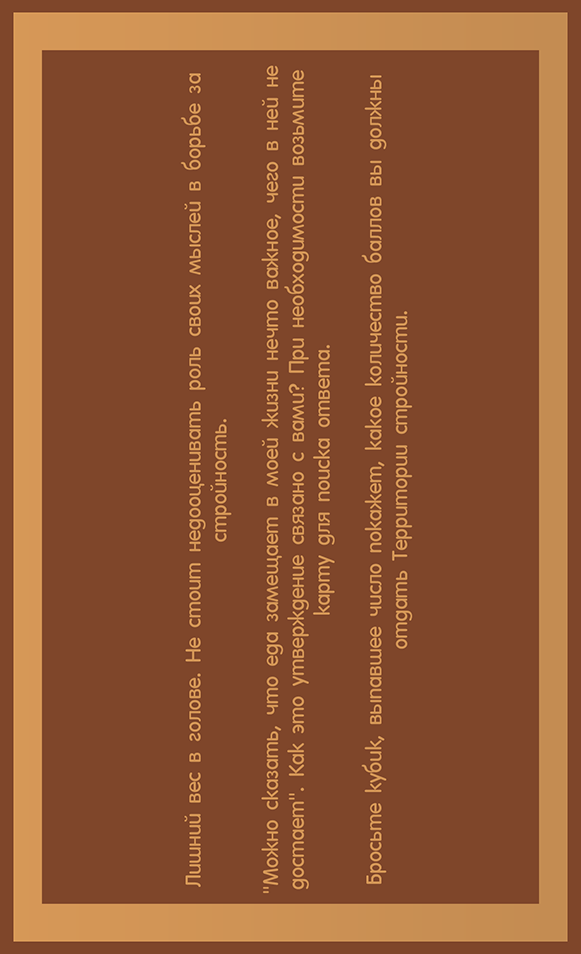 Лишний вес в голове. Не стоит недооценивать роль своих мыслей в борьбе за
стройность.
"Можно сказать, что еда замещает в моей жизни нечто важное, чего в ней не
достает". Как это утверждение связано с вами? При необходимости возьмите
карту для поиска ответа.
Бросьте кубик, выпавшее число покажет, какое количество баллов вы должны
отдать Территории стройности.